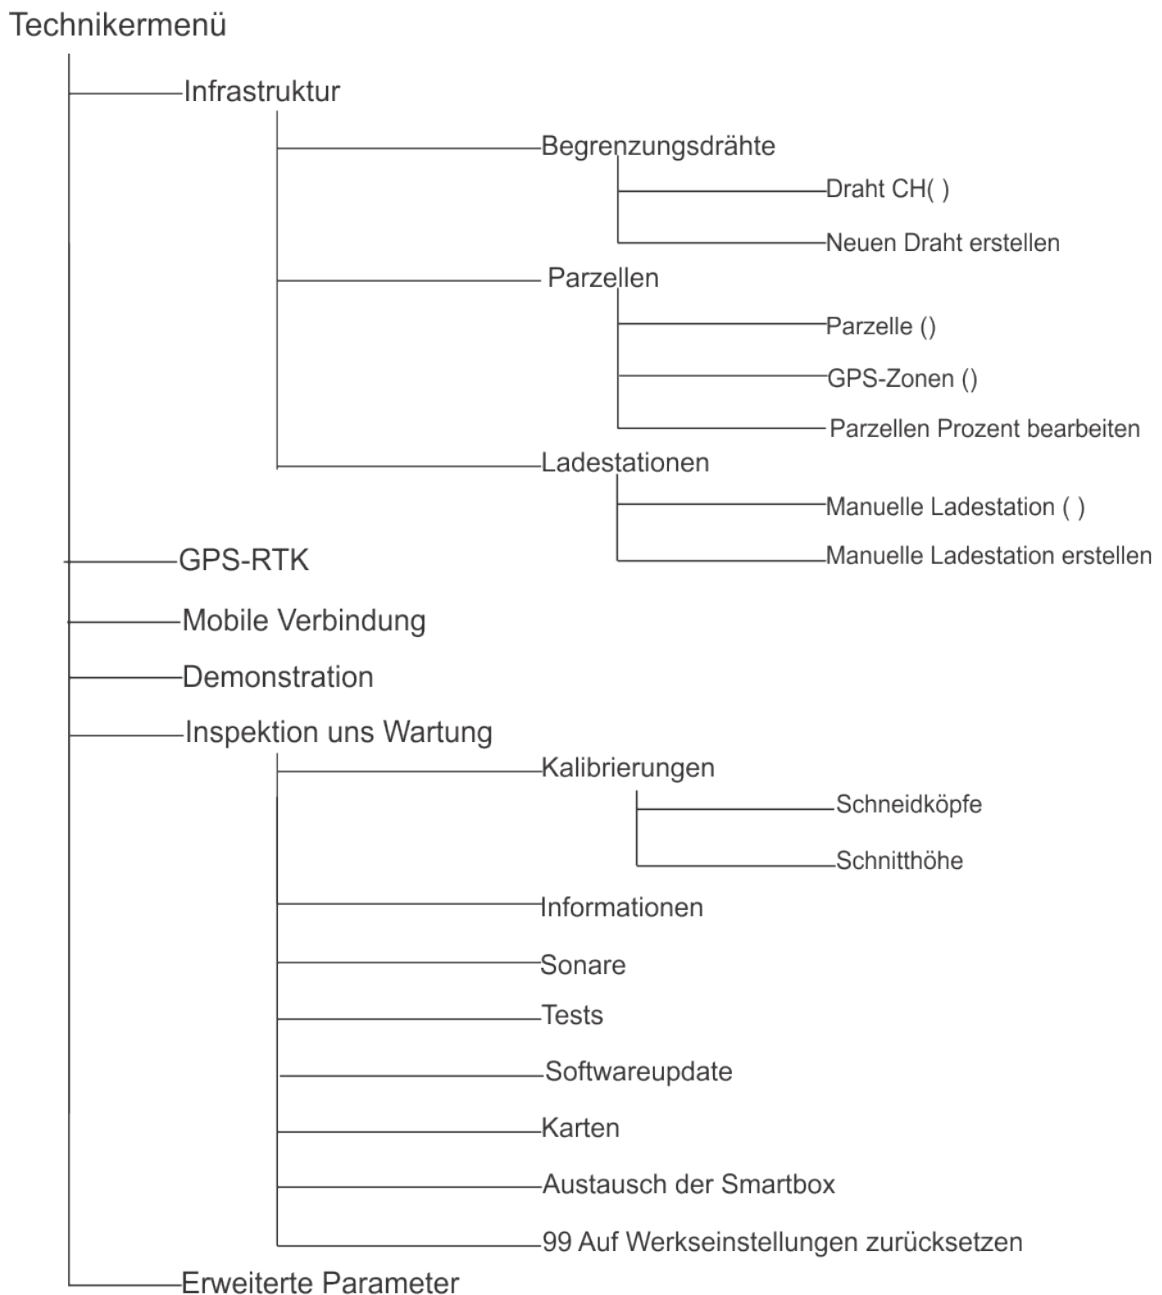 Technikermenü
Infrastruktur
Begrenzungsdrähte
Draht CH( )
Neuen Draht erstellen
Parzellen
Parzelle ()
GPS-Zonen ()
Parzellen Prozent bearbeiten
Ladestationen
Manuelle Ladestation ( )
Manuelle Ladestation erstellen
GPS-RTK
Mobile Verbindung
Demonstration
Inspektion uns Wartung
Kalibrierungen
Schneidköpfe
Schnitthöhe
Informationen
Sonare
Tests
Softwareupdate
Karten
Austausch der Smartbox
99 Auf Werkseinstellungen zurücksetzen
Erweiterte Parameter